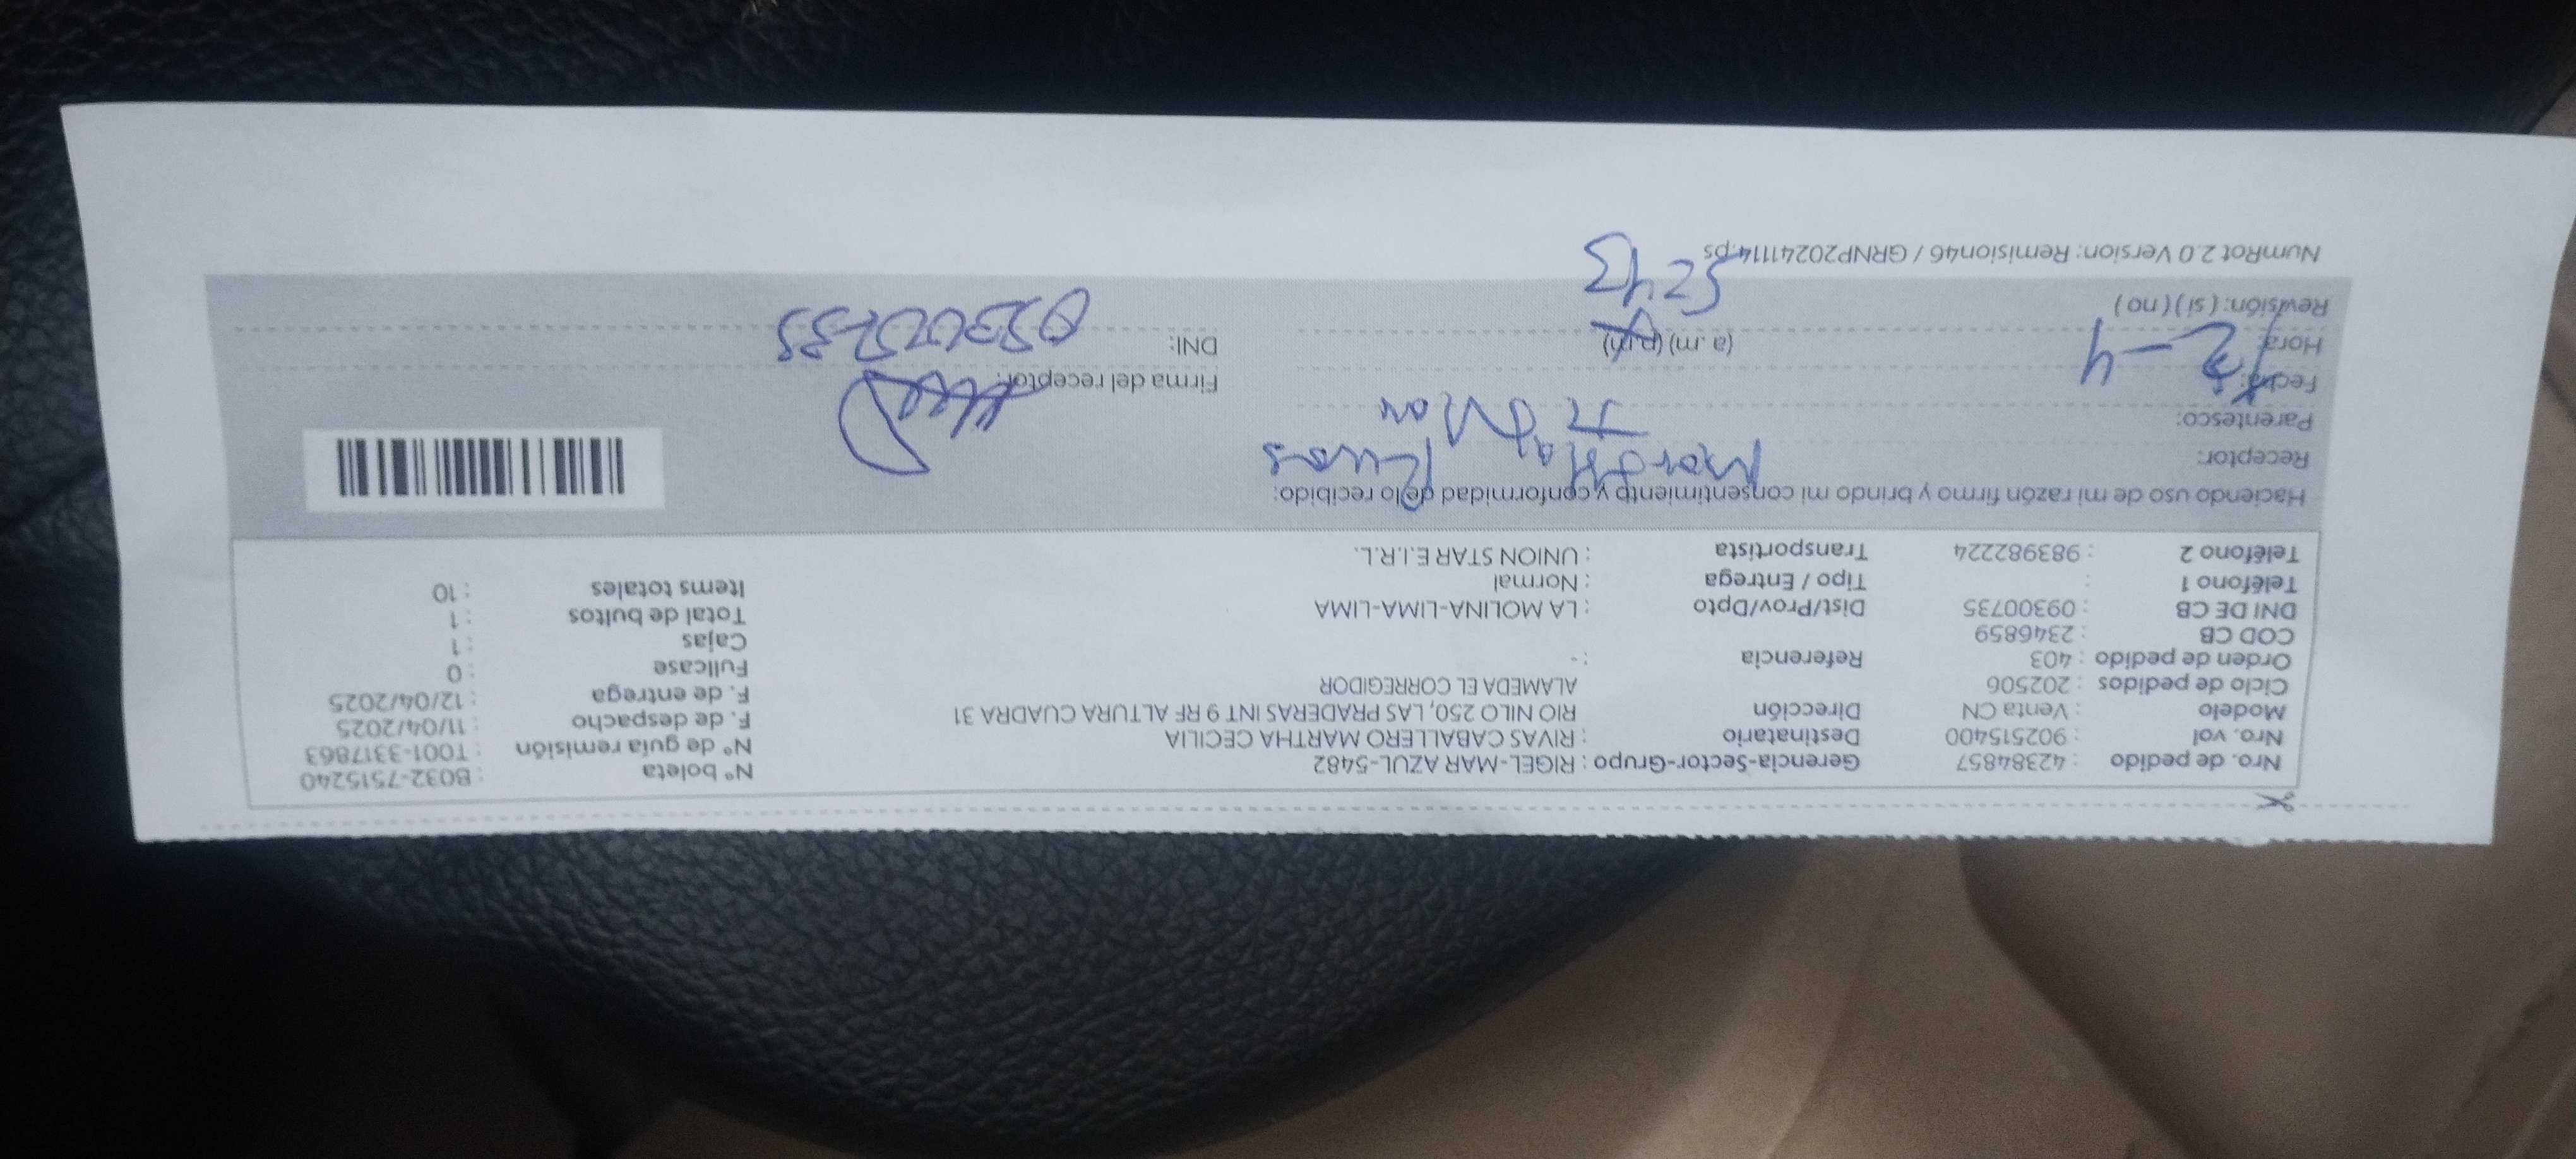 Nro. de pedido : 42384857 Gerencia-Sector-Grupo : RIGEL-MAR AZUL-5482 N° boleta : B032-7515240
Nro. vol : 902515400 Destinatario : RIVAS CABALLERO MARTHA CECILIA N° de guía remisión : T001-3317863
Modelo : Venta CN Dirección RIO NILO 250, LAS PRADERAS INT 9 RF ALTURA CUADRA 31 F. de despacho : 11/04/2025
Ciclo de pedidos : 202506 ALAMEDA EL CORREGIDOR F. de entrega : 12/04/2025
Orden de pedido : 403 Referencia : - Fullcase : 0
COD CB : 2346859 Cajas : 1
DNI DE CB : 09300735 Dist/Prov/Dpto : LA MOLINA-LIMA-LIMA Total de bultos : 1
Teléfono 1 : Tipo / Entrega : Normal Items totales : 10
Teléfono 2 : 983982224 Transportista : UNION STAR E.I.R.L.
Haciendo uso de mi razón firmo y brindo mi consentimiento y conformidad de lo recibido:
Receptor: Martha Rivas
Parentesco:
Fecha: 12-4 Firma del receptor:
Hora: (a. m) (p.m) DNI:
Revisión: ( si ) ( no )
NumRot 2.0 Version: Remision46 / GRNP20241114.ps